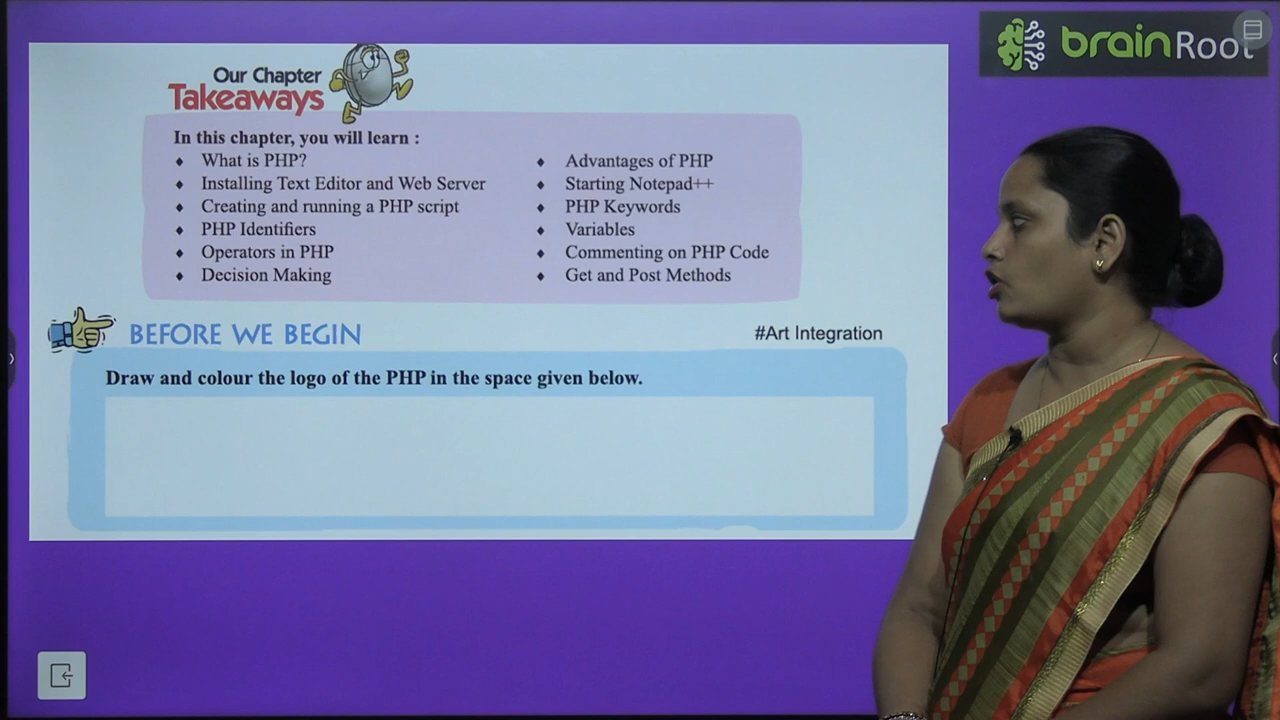 brainRoot
Our Chapter
Takeaways
In this chapter, you will learn :
What is PHP?
Installing Text Editor and Web Server
Creating and running a PHP script
PHP Identifiers
Operators in PHP
Decision Making
Advantages of PHP
Starting Notepad++
PHP Keywords
Variables
Commenting on PHP Code
Get and Post Methods
BEFORE WE BEGIN
#Art Integration
Draw and colour the logo of the PHP in the space given below.